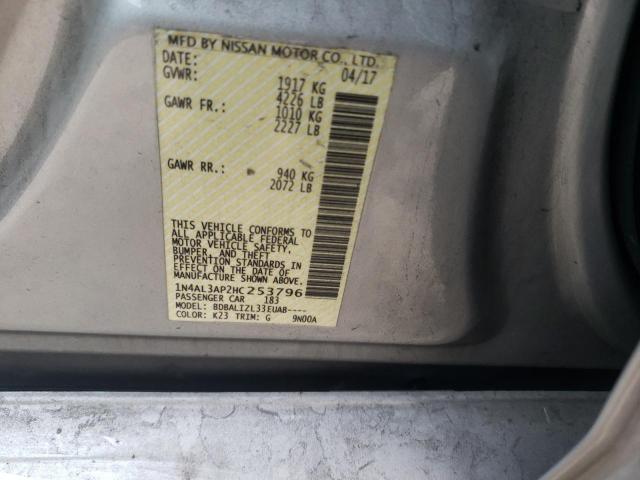 MFD BY NISSAN MOTOR CO., LTD.
DATE: 04/17
GVWR: 1917 KG
4226 LB
GAWR FR.: 1010 KG
2227 LB
GAWR RR.: 940 KG
2072 LB
THIS VEHICLE CONFORMS TO
ALL APPLICABLE FEDERAL
MOTOR VEHICLE SAFETY,
BUMPER, AND THEFT
PREVENTION STANDARDS IN
EFFECT ON THE DATE OF
MANUFACTURE SHOWN ABOVE.
1N4AL3AP2HC253796
PASSENGER CAR 183
MODEL: BDBALIZL33EUAB----
COLOR: K23 TRIM: G 9N00A